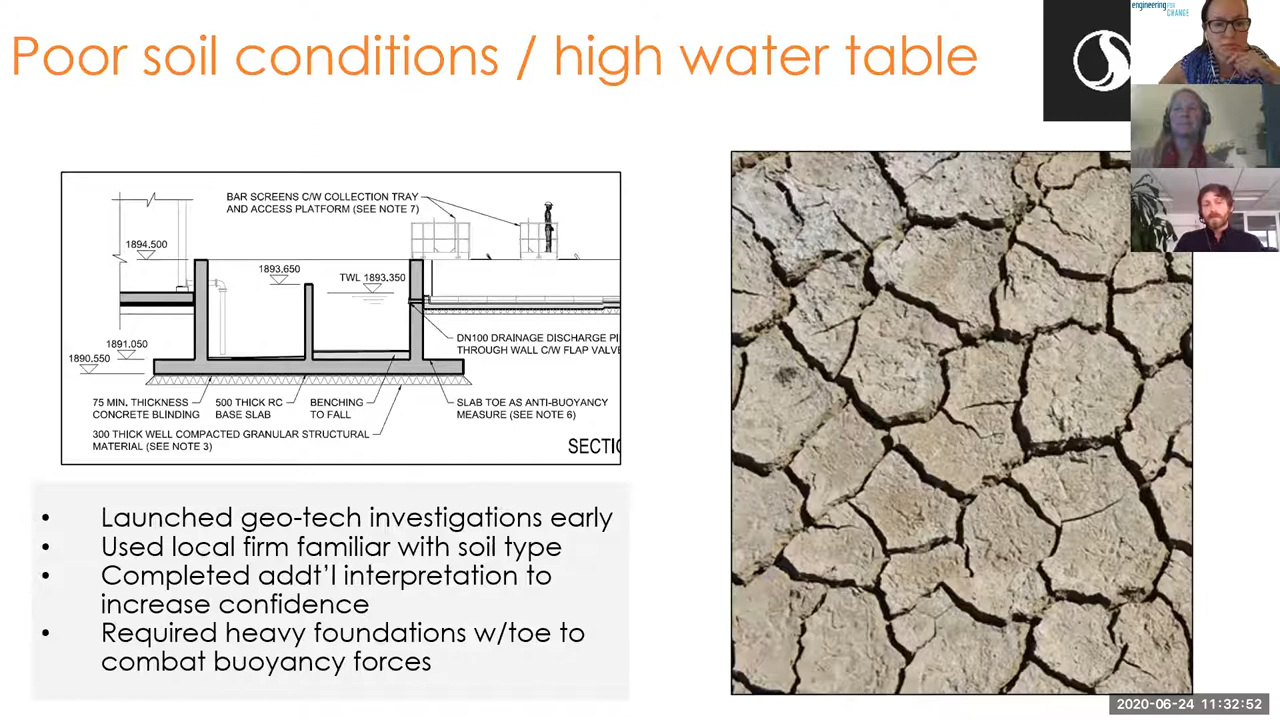 Poor soil conditions / high water table
engineering FOR
CHANGE
BAR SCREENS C/W COLLECTION TRAY
AND ACCESS PLATFORM (SEE NOTE 7)
1894.500
1893.650
TWL 1893.350
1891.050
1890.550
DN100 DRAINAGE DISCHARGE PI
THROUGH WALL C/W FLAP VALV
75 MIN. THICKNESS
CONCRETE BLINDING
500 THICK RC
BASE SLAB
BENCHING
TO FALL
SLAB TOE AS ANTI-BUOYANCY
MEASURE (SEE NOTE 6)
300 THICK WELL COMPACTED GRANULAR STRUCTURAL
MATERIAL (SEE NOTE 3)
SECTIO
• Launched geo-tech investigations early
• Used local firm familiar with soil type
• Completed addt’l interpretation to
increase confidence
• Required heavy foundations w/toe to
combat buoyancy forces
2020-06-24 11:32:52